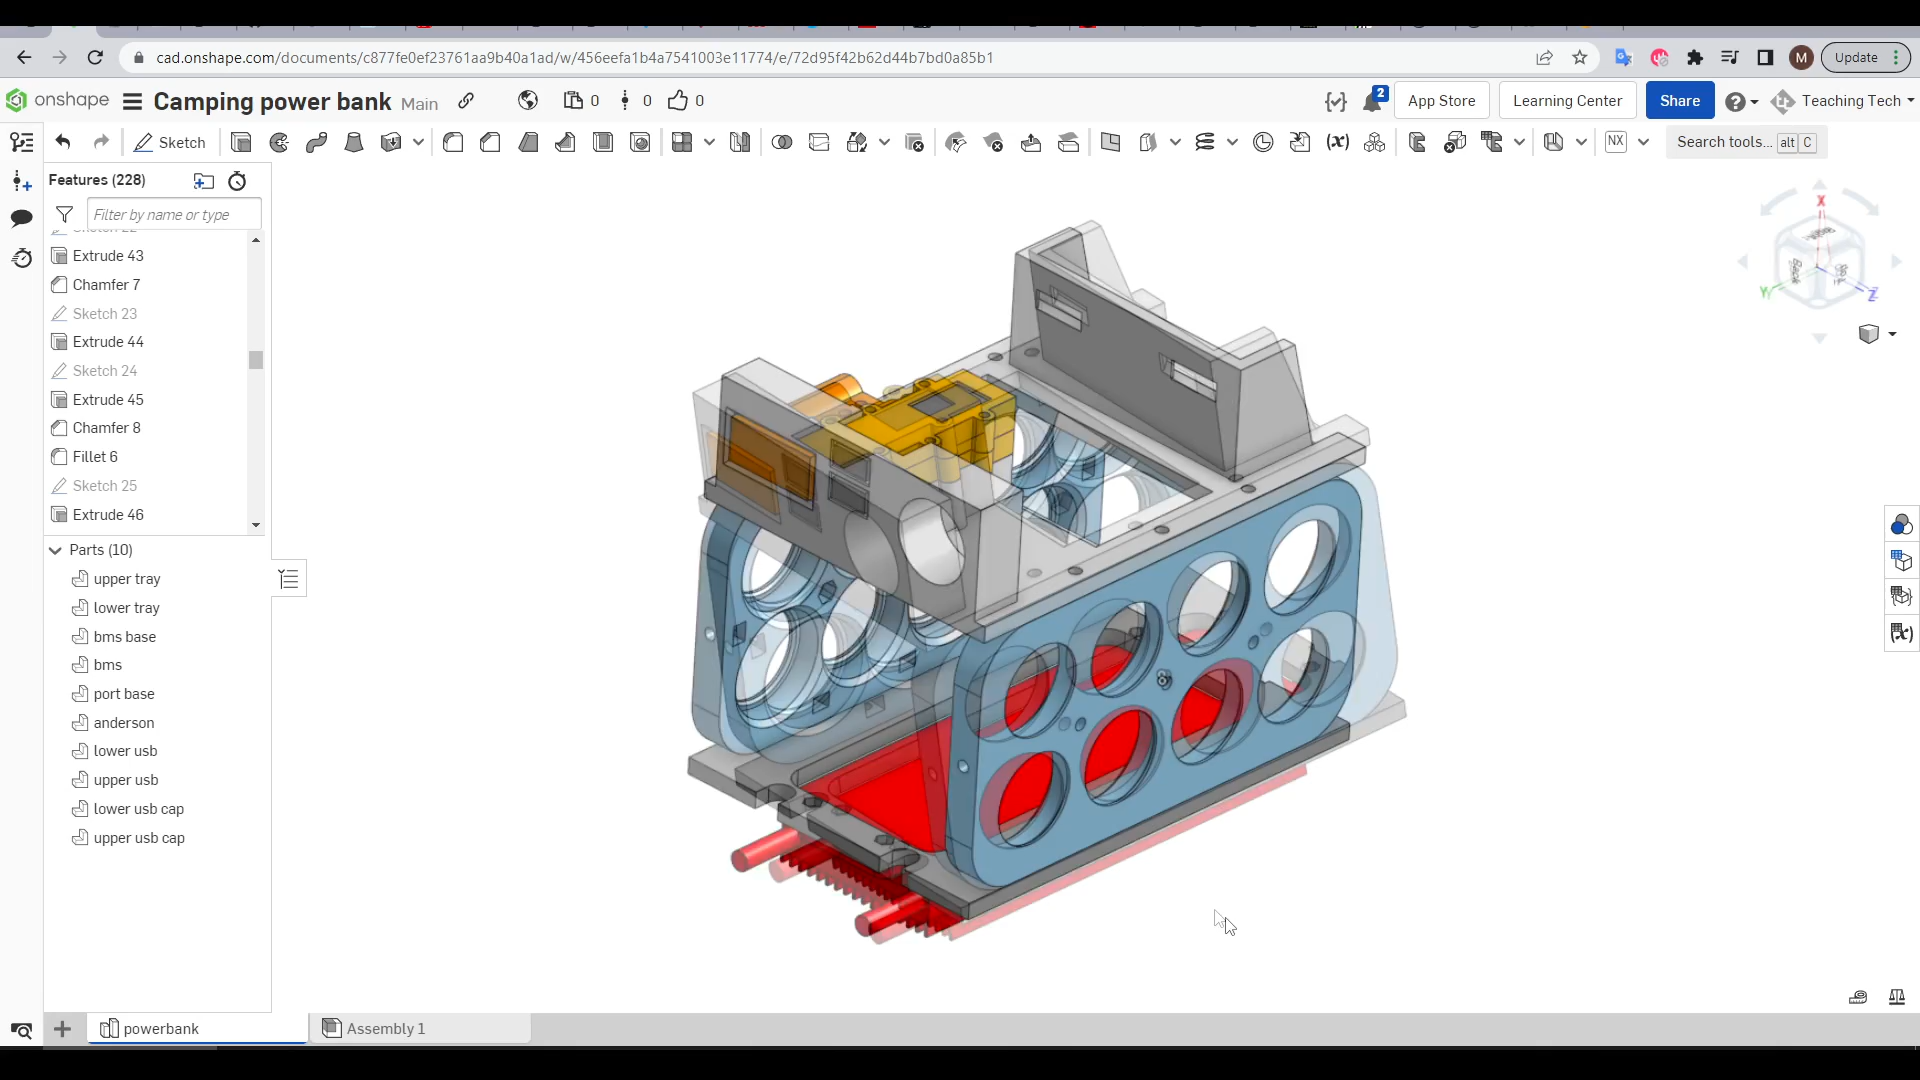 cad.onshape.com/documents/c877fe0ef23761aa9b40a1ad/w/456eefa1b4a7541003e11774/e/72d95f42b62d44b7bd0a85b1
M
Update
onshape
Camping power bank
Main
0
0
0
2
App Store
Learning Center
Share
Teaching Tech
Sketch
NX
Search tools...
alt
C
Features (228)
Filter by name or type
Sketch 22
Extrude 43
Chamfer 7
Sketch 23
Extrude 44
Sketch 24
Extrude 45
Chamfer 8
Fillet 6
Sketch 25
Extrude 46
Parts (10)
upper tray
lower tray
bms base
bms
port base
anderson
lower usb
upper usb
lower usb cap
upper usb cap
X
Y
Z
powerbank
Assembly 1